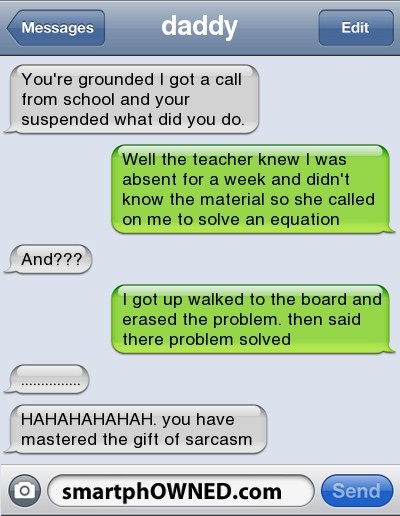 Messages
daddy
Edit
You're grounded I got a call
from school and your
suspended what did you do.
Well the teacher knew I was
absent for a week and didn't
know the material so she called
on me to solve an equation
And???
I got up walked to the board and
erased the problem. then said
there problem solved
...............
HAHAHAHAHAH. you have
mastered the gift of sarcasm
smartphOWNED.com
Send